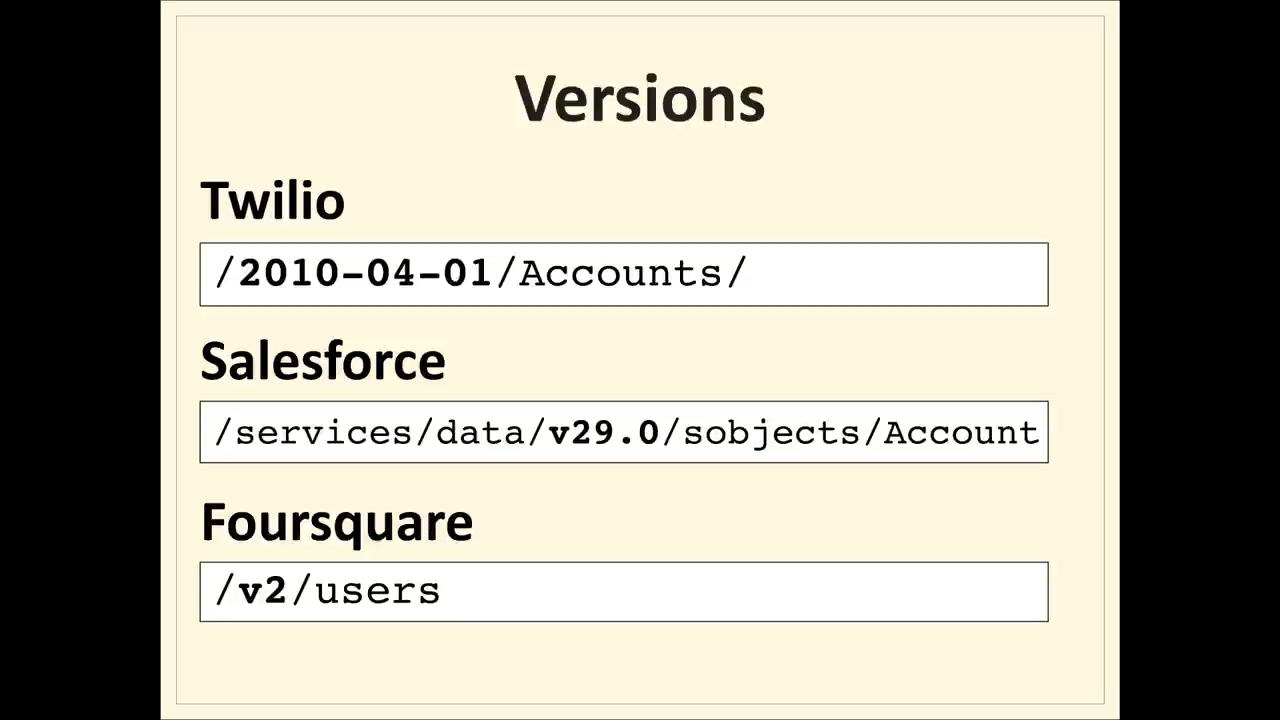 Versions
Twilio
/2010-04-01/Accounts/
Salesforce
/services/data/v29.0/sobjects/Account
Foursquare
/v2/users